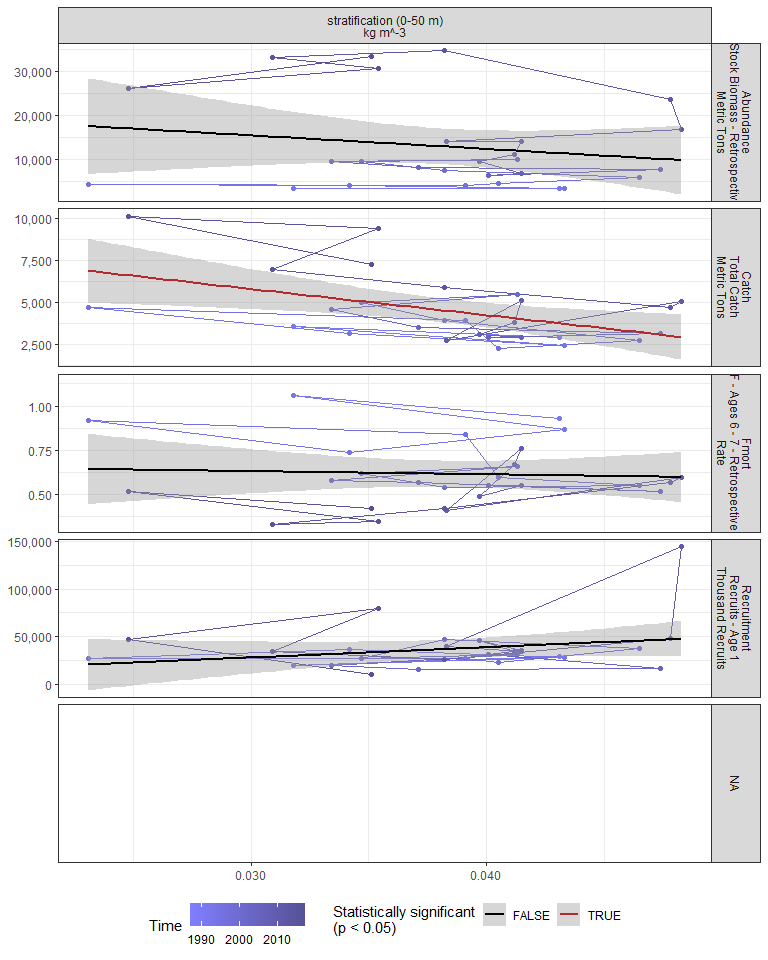 stratification (0-50 m)
kg m^-3
30,000
20,000
10,000
Abundance
Stock Biomass - Retrospectiv
Metric Tons
10,000
7,500
5,000
2,500
Catch
Total Catch
Metric Tons
1.00
0.75
0.50
Fmort
F - Ages 6 - 7 - Retrospective
Rate
150,000
100,000
50,000
0
Recruitment
Recruits - Age 1
Thousand Recruits
NA
0.030
0.040
Time
1990
2000
2010
Statistically significant
(p < 0.05)
FALSE
TRUE